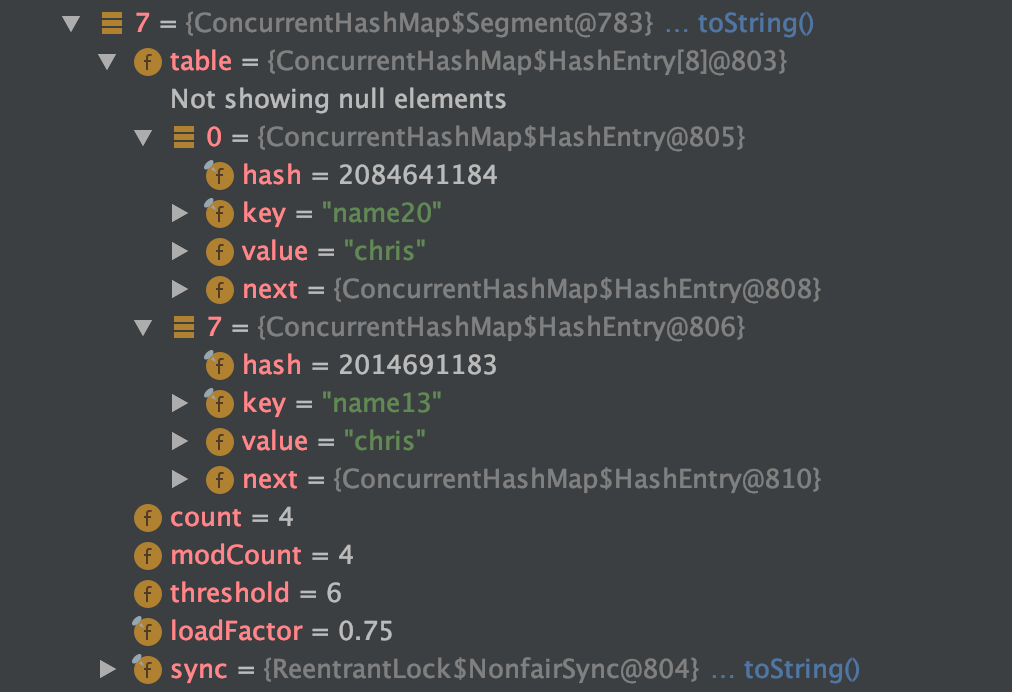 7 = {ConcurrentHashMap$Segment@783} ... toString()
f table = {ConcurrentHashMap$HashEntry[8]@803}
Not showing null elements
0 = {ConcurrentHashMap$HashEntry@805}
f hash = 2084641184
f key = "name20"
f value = "chris"
f next = {ConcurrentHashMap$HashEntry@808}
7 = {ConcurrentHashMap$HashEntry@806}
f hash = 2014691183
f key = "name13"
f value = "chris"
f next = {ConcurrentHashMap$HashEntry@810}
f count = 4
f modCount = 4
f threshold = 6
f loadFactor = 0.75
f sync = {ReentrantLock$NonfairSync@804} ... toString()